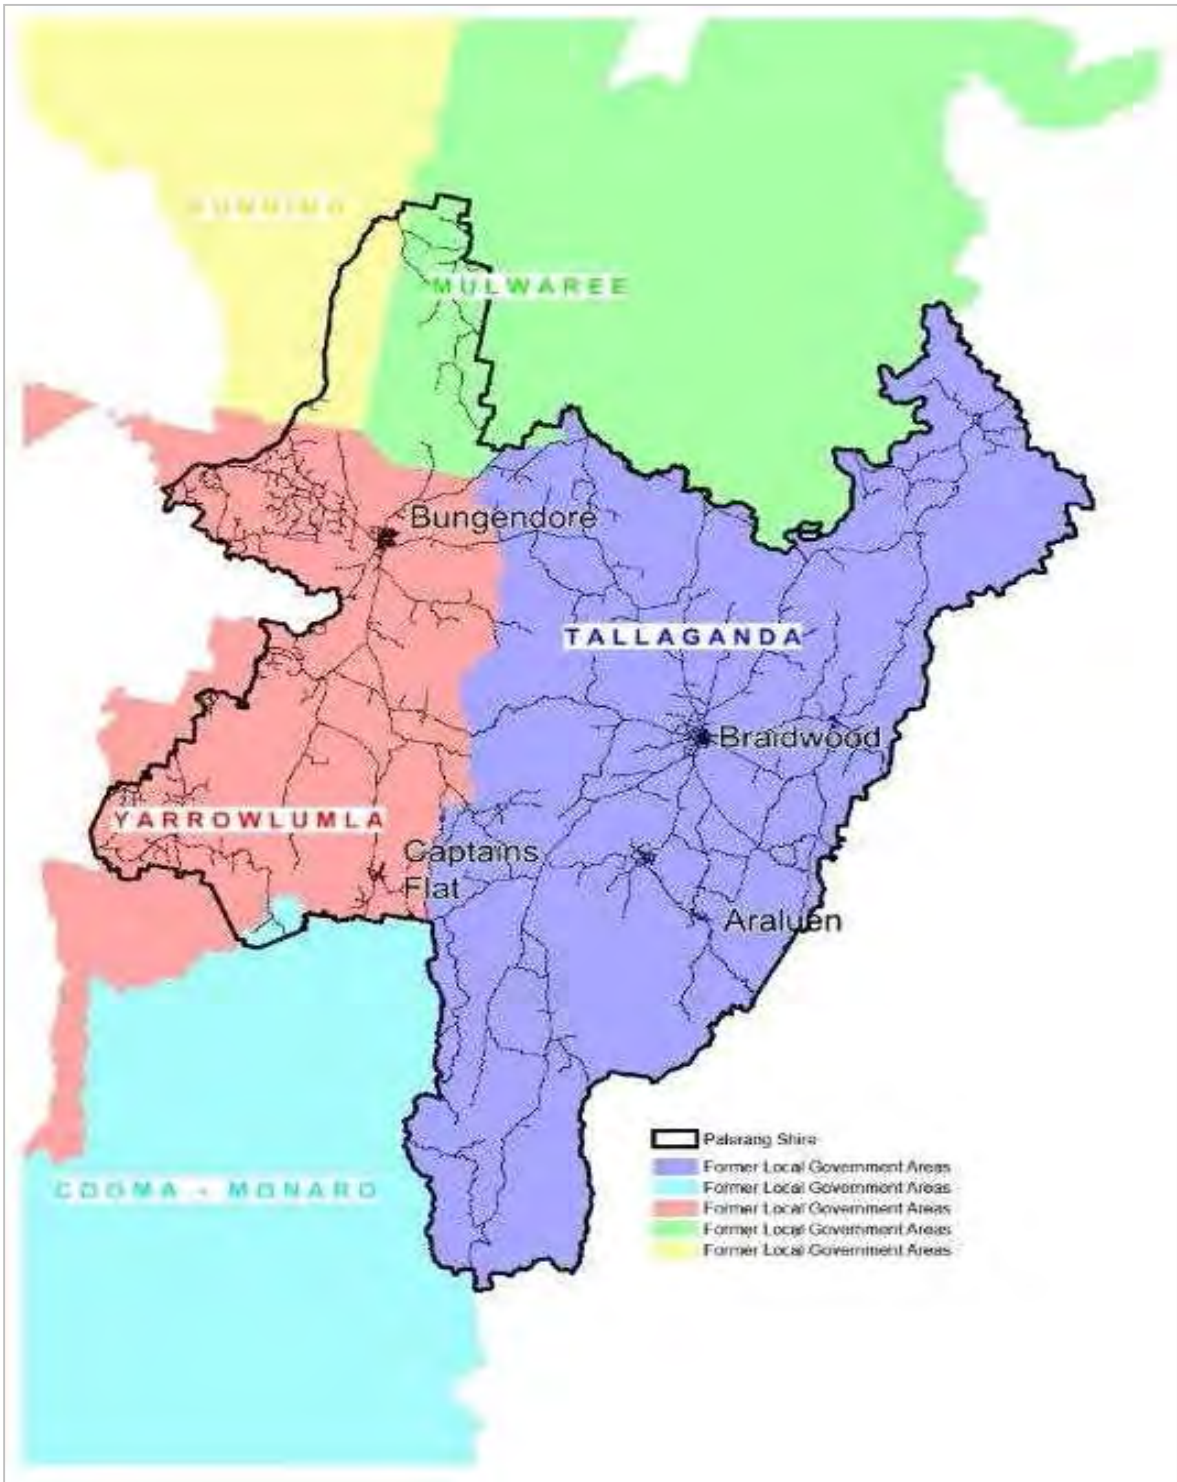 GUNNING
MULWAREE
Bungendore
TALLAGANDA
Braidwood
YARROWLUMLA
Captains
Flat
Araluen
COOMA - MONARO
Palerang Shire
Former Local Government Areas
Former Local Government Areas
Former Local Government Areas
Former Local Government Areas
Former Local Government Areas